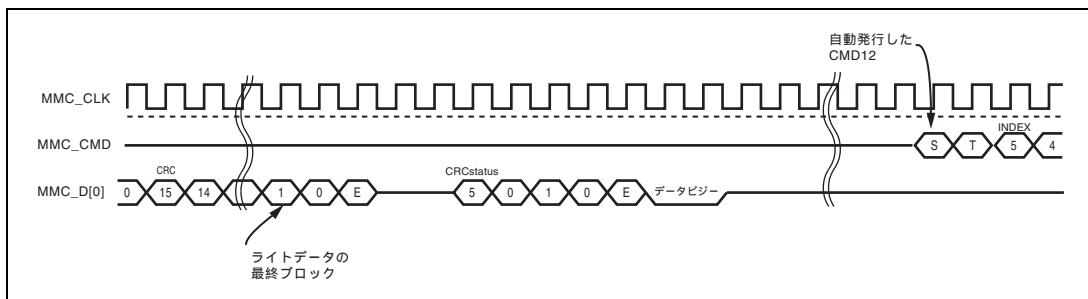 自動発行した
CMD12
MMC_CLK
MMC_CMD
S T 5 4
INDEX
MMC_D[0]
CRC
0 15 14 1 0 E
CRCstatus
5 0 1 0 E データビジー
ライトデータの
最終ブロック